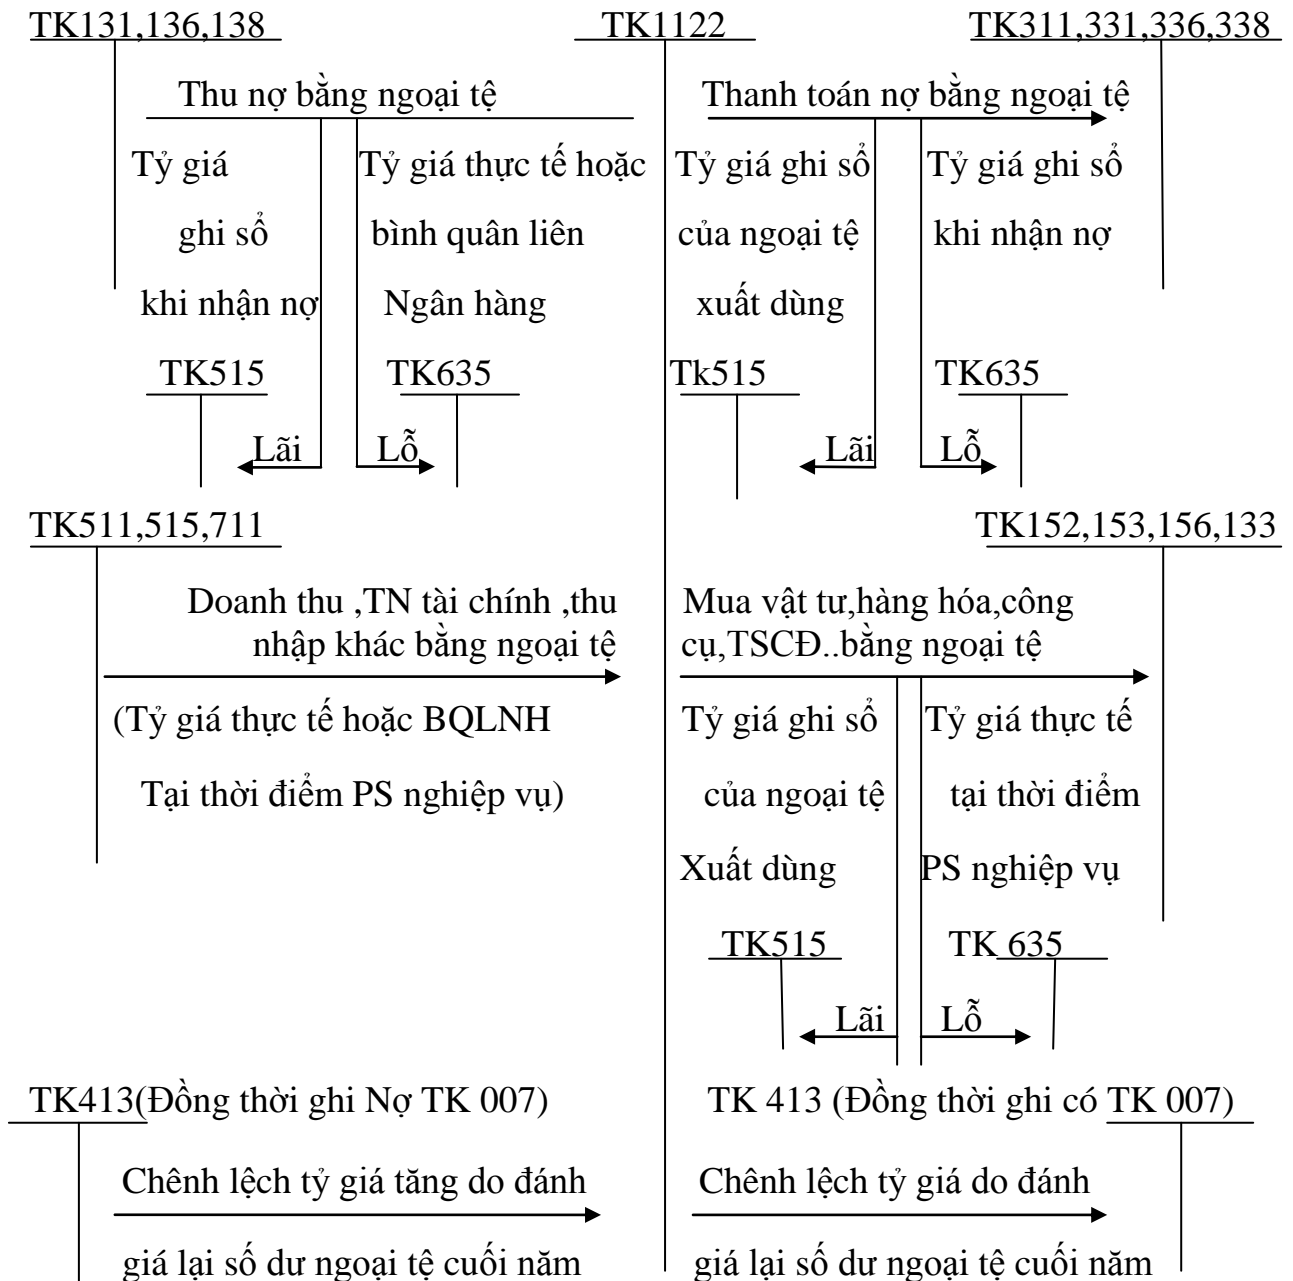 TK131,136,138 TK1122 TK311,331,336,338
Thu nợ bằng ngoại tệ Thanh toán nợ bằng ngoại tệ
Tỷ giá Tỷ giá thực tế hoặc Tỷ giá ghi sổ Tỷ giá ghi sổ
ghi sổ bình quân liên của ngoại tệ khi nhận nợ
khi nhận nợ Ngân hàng xuất dùng
TK515 TK635 Tk515 TK635
Lãi Lỗ Lãi Lỗ
TK511,515,711 TK152,153,156,133
Doanh thu ,TN tài chính ,thu Mua vật tư,hàng hóa,công
nhập khác bằng ngoại tệ cụ,TSCĐ..bằng ngoại tệ
(Tỷ giá thực tế hoặc BQLNH Tỷ giá ghi sổ Tỷ giá thực tế
Tại thời điểm PS nghiệp vụ) của ngoại tệ tại thời điểm
Xuất dùng PS nghiệp vụ
TK515 TK 635
Lãi Lỗ
TK413(Đồng thời ghi Nợ TK 007) TK 413 (Đồng thời ghi có TK 007)
Chênh lệch tỷ giá tăng do đánh Chênh lệch tỷ giá do đánh
giá lại số dư ngoại tệ cuối năm giá lại số dư ngoại tệ cuối năm